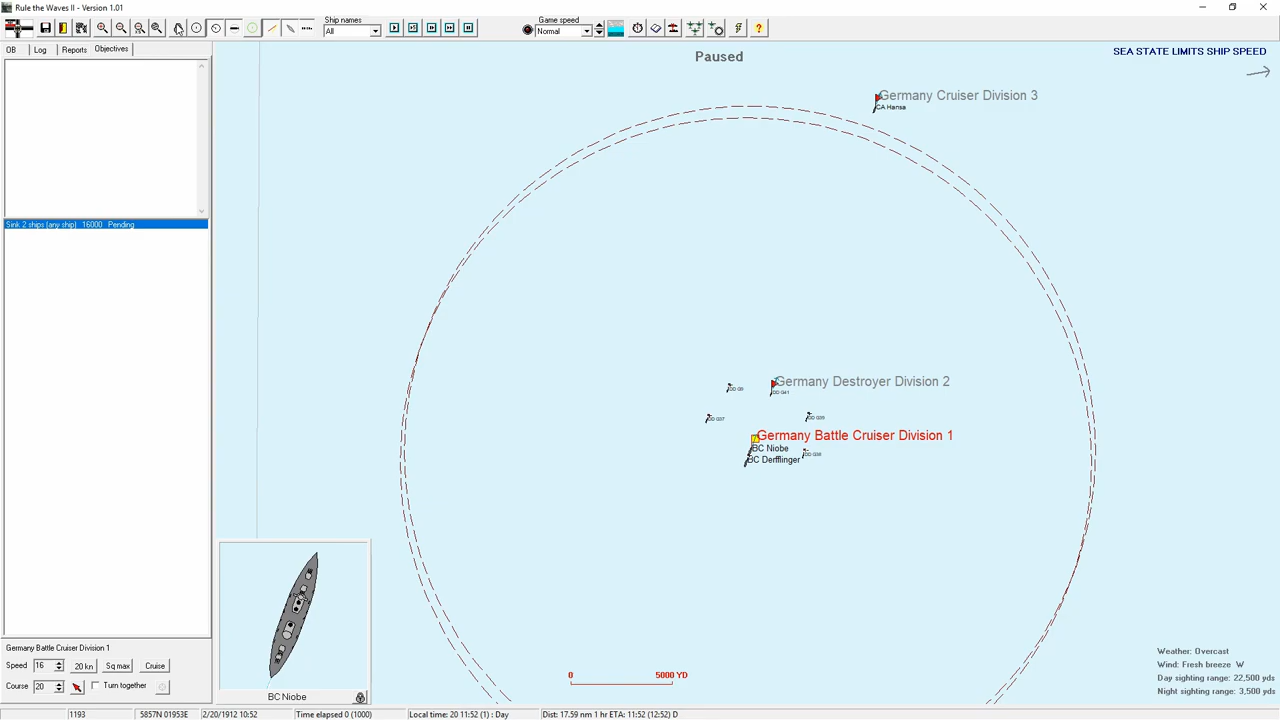 Rule the Waves II - Version 1.01
Ship names
All
Game speed
Normal
OB Log Reports Objectives
Paused
SEA STATE LIMITS SHIP SPEED
Germany Cruiser Division 3
CA Hansa
Sink 2 ships (any ship) 16000 Pending
Germany Destroyer Division 2
DD G41
DD G37
Germany Battle Cruiser Division 1
BC Niobe
BC Derfflinger
Germany Battle Cruiser Division 1
Speed 16 20 kn Sq max Cruise
Course 20 Turn together
BC Niobe
0 5000 YD
Weather: Overcast
Wind: Fresh breeze W
Day sighting range: 22,500 yds
Night sighting range: 3,500 yds
1193 5857N 01953E 2/20/1912 10:52 Time elapsed 0 (1000) Local time: 20 11:52 (1) : Day Dist: 17.59 nm 1 hr ETA: 11:52 (12:52) D